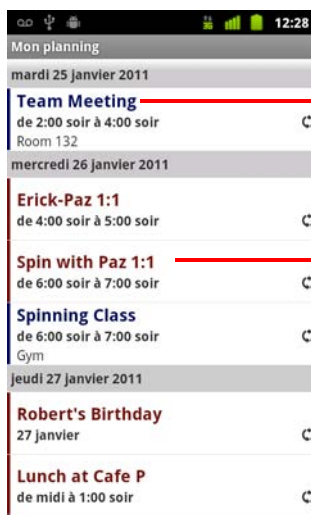 12:28
Mon planning
mardi 25 janvier 2011
Team Meeting
de 2:00 soir à 4:00 soir
Room 132
mercredi 26 janvier 2011
Erick-Paz 1:1
de 4:00 soir à 5:00 soir
Spin with Paz 1:1
de 6:00 soir à 7:00 soir
Spinning Class
de 6:00 soir à 7:00 soir
Gym
jeudi 27 janvier 2011
Robert's Birthday
27 janvier
Lunch at Cafe P
de midi à 1:00 soir